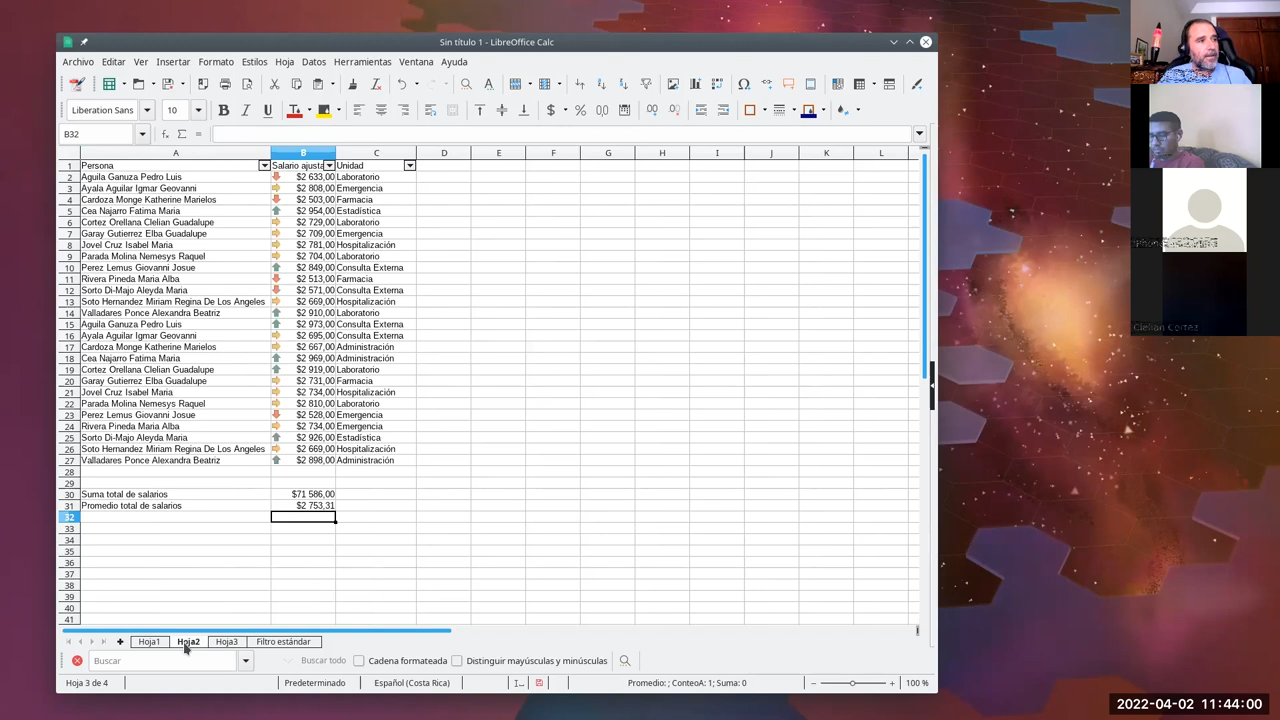 Sin título 1 - LibreOffice Calc
Archivo Editar Ver Insertar Formato Estilos Hoja Datos Herramientas Ventana Ayuda
Liberation Sans 10
B32
A B C D E F G H I J K L
1 Persona Salario ajusta Unidad
2 Aguila Ganuza Pedro Luis $2 633,00 Laboratorio
3 Ayala Aguilar Igmar Geovanni $2 808,00 Emergencia
4 Cardoza Monge Katherine Marielos $2 503,00 Farmacia
5 Cea Najarro Fatima Maria $2 954,00 Estadística
6 Cortez Orellana Clelian Guadalupe $2 729,00 Laboratorio
7 Garay Gutierrez Elba Guadalupe $2 709,00 Emergencia
8 Jovel Cruz Isabel Maria $2 781,00 Hospitalización
9 Parada Molina Nemesys Raquel $2 704,00 Laboratorio
10 Perez Lemus Giovanni Josue $2 849,00 Consulta Externa
11 Rivera Pineda Maria Alba $2 513,00 Farmacia
12 Sorto Di-Majo Aleyda Maria $2 571,00 Consulta Externa
13 Soto Hernandez Miriam Regina De Los Angeles $2 669,00 Hospitalización
14 Valladares Ponce Alexandra Beatriz $2 910,00 Laboratorio
15 Aguila Ganuza Pedro Luis $2 973,00 Consulta Externa
16 Ayala Aguilar Igmar Geovanni $2 695,00 Consulta Externa
17 Cardoza Monge Katherine Marielos $2 667,00 Administración
18 Cea Najarro Fatima Maria $2 969,00 Administración
19 Cortez Orellana Clelian Guadalupe $2 919,00 Laboratorio
20 Garay Gutierrez Elba Guadalupe $2 731,00 Farmacia
21 Jovel Cruz Isabel Maria $2 734,00 Hospitalización
22 Parada Molina Nemesys Raquel $2 810,00 Laboratorio
23 Perez Lemus Giovanni Josue $2 528,00 Emergencia
24 Rivera Pineda Maria Alba $2 734,00 Emergencia
25 Sorto Di-Majo Aleyda Maria $2 926,00 Estadística
26 Soto Hernandez Miriam Regina De Los Angeles $2 669,00 Hospitalización
27 Valladares Ponce Alexandra Beatriz $2 898,00 Administración
28
29
30 Suma total de salarios $71 586,00
31 Promedio total de salarios $2 753,31
32
33
34
35
36
37
38
39
40
41
Hoja1 Hoja2 Hoja3 Filtro estándar
Buscar Buscar todo Cadena formateada Distinguir mayúsculas y minúsculas
Hoja 3 de 4 Predeterminado Español (Costa Rica) Promedio: ; ConteoA: 1; Suma: 0 100 %
Clelian Cortez
2022-04-02 11:44:00